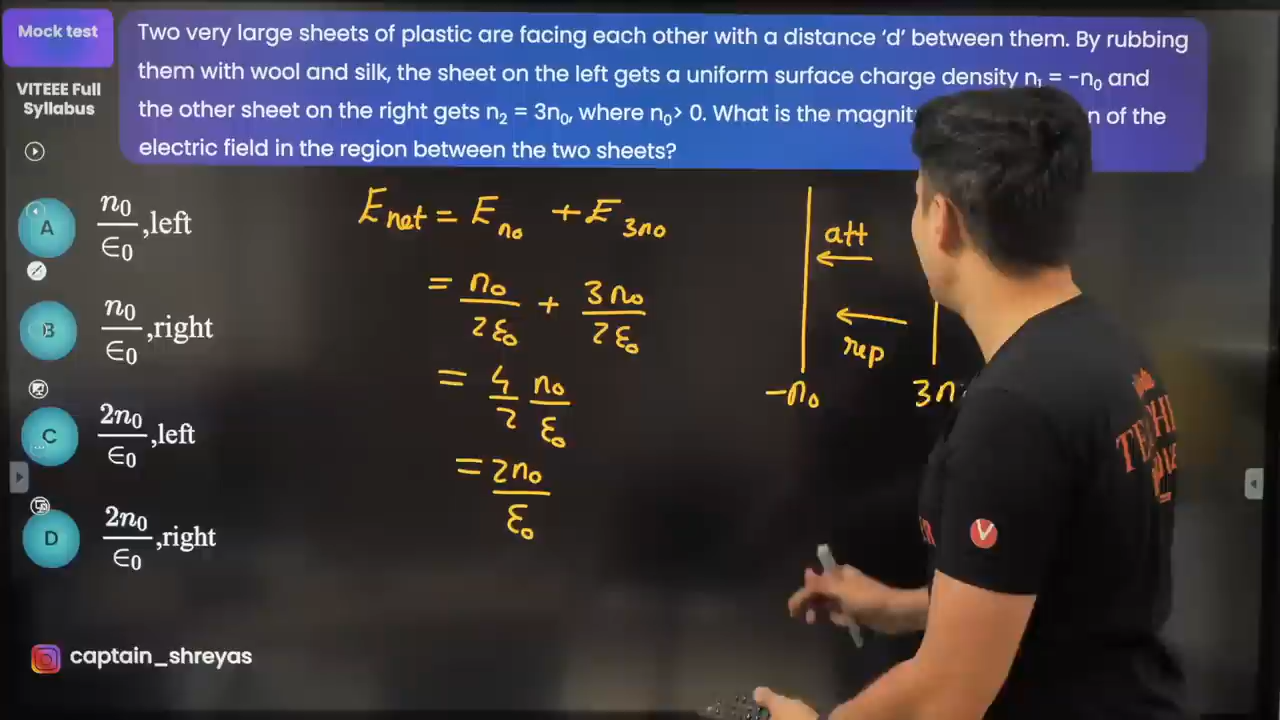 Mock test
VITEEE Full
Syllabus
Two very large sheets of plastic are facing each other with a distance ‘d’ between them. By rubbing
them with wool and silk, the sheet on the left gets a uniform surface charge density n₁ = -n₀ and
the other sheet on the right gets n₂ = 3n₀, where n₀> 0. What is the n of the
electric field in the region between the two sheets?
A n₀/∈₀ ,left
B n₀/∈₀ ,right
C 2n₀/∈₀ ,left
D 2n₀/∈₀ ,right
E net = E n₀ + E 3n₀
= n₀/2ε₀ + 3n₀/2ε₀
= 4/2 n₀/ε₀
= 2n₀/ε₀
att
rep
-n₀
3n
captain_shreyas